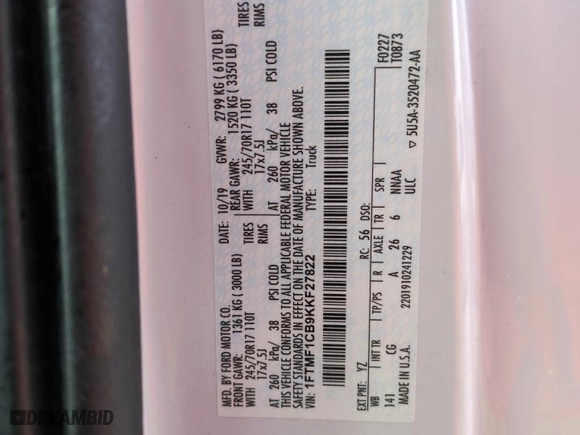 MFD. BY FORD MOTOR CO.
DATE: 10/19 GVWR: 2799 KG ( 6170 LB)
FRONT GAWR: 1361 KG ( 3000 LB) REAR GAWR: 1520 KG ( 3350 LB)
WITH 245/70R17 110T TIRES WITH 245/70R17 110T TIRES
17x7.5J RIMS 17x7.5J RIMS
AT 260 kPa/ 38 PSI COLD AT 260 kPa/ 38 PSI COLD
THIS VEHICLE CONFORMS TO ALL APPLICABLE FEDERAL MOTOR VEHICLE
SAFETY STANDARDS IN EFFECT ON THE DATE OF MANUFACTURE SHOWN ABOVE.
VIN: 1FTMF1CB9KKF27822 Truck
F0227
T0873
EXT PNT: YZ RC: 56 DSO:
WB INT TR TP/PS R AXLE TR SPR
141 CG A 26 6 NNAA
ULC
MADE IN U.S.A. 2201910241229
▽ 5U5A-3520472-AA
DREAMBID